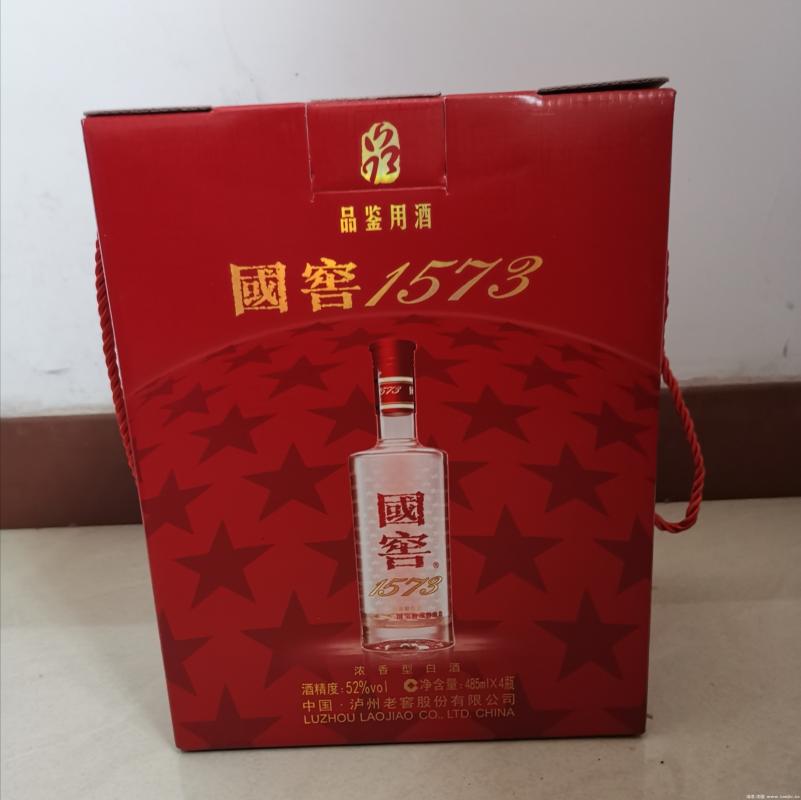 品鉴用酒
國窖1573
1573
國
窖
®
1573
浓香型白酒
酒精度:52%vol 净含量:485ml×4瓶
中国·泸州老窖股份有限公司
LUZHOU LAOJIAO CO., LTD. CHINA